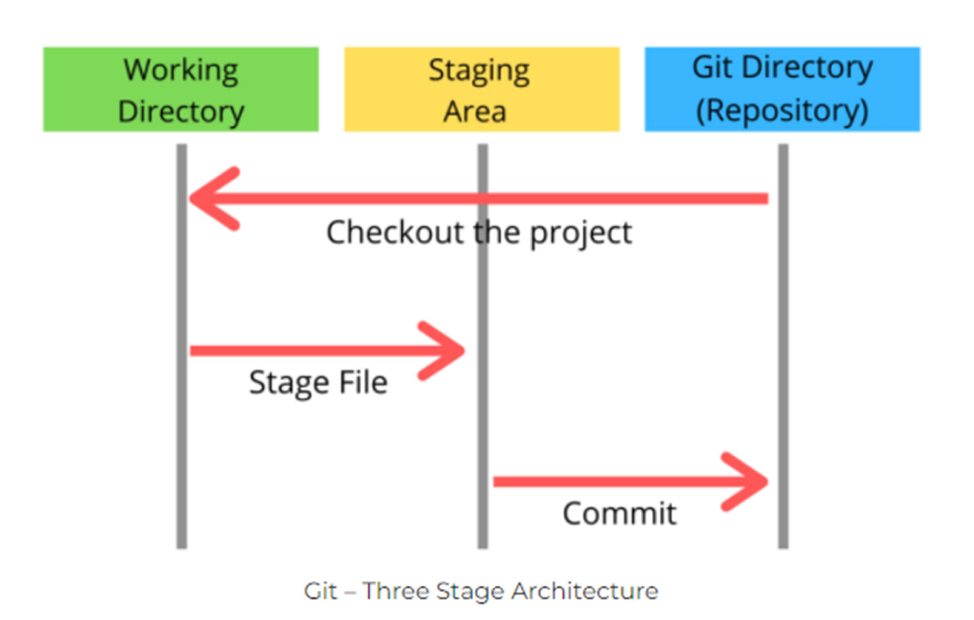 Working
Directory
Staging
Area
Git Directory
(Repository)
Checkout the project
Stage File
Commit
Git – Three Stage Architecture